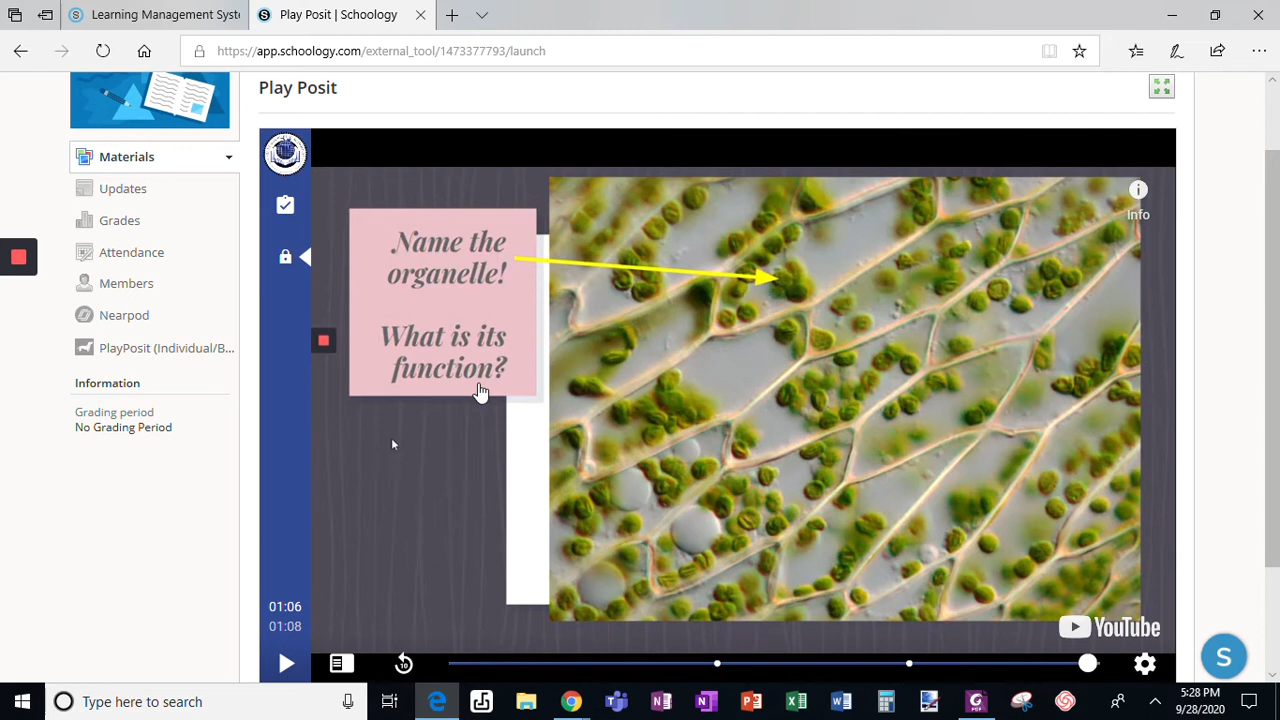 Learning Management Syst
Play Posit | Schoology
https://app.schoology.com/external_tool/1473377793/launch
Play Posit
Materials
Updates
Grades
Attendance
Members
Nearpod
PlayPosit (Individual/B...
Information
Grading period
No Grading Period
Name the
organelle!
What is its
function?
Info
01:06
01:08
10
YouTube
S
Type here to search
5:28 PM
9/28/2020